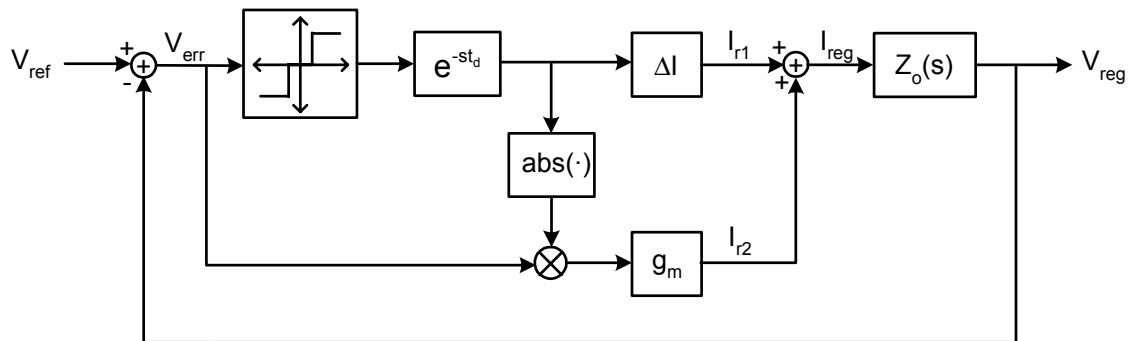 V_ref
+
-
+
V_err
e^-st_d
ΔI
I_r1
+
+
+
I_reg
Z_o(s)
V_reg
abs(·)
g_m
I_r2